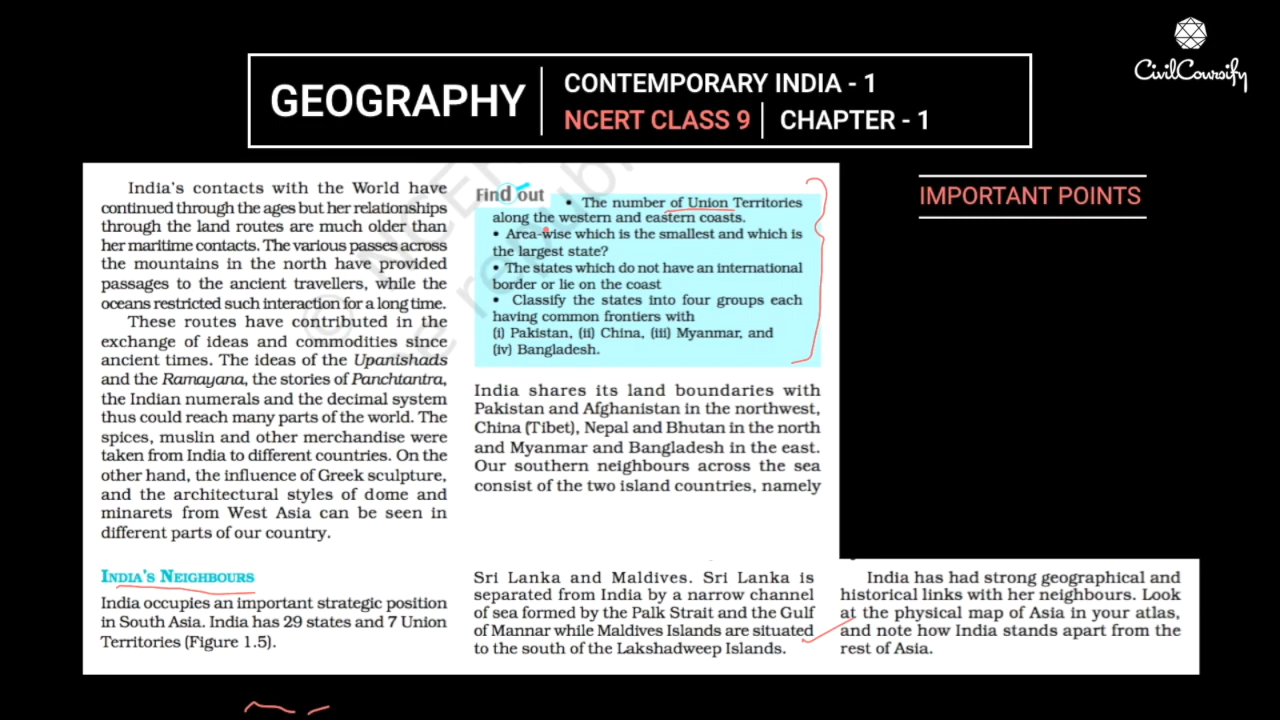 CivilCoursify
GEOGRAPHY
CONTEMPORARY INDIA - 1
NCERT CLASS 9 | CHAPTER - 1
IMPORTANT POINTS
India's contacts with the World have
continued through the ages but her relationships
through the land routes are much older than
her maritime contacts. The various passes across
the mountains in the north have provided
passages to the ancient travellers, while the
oceans restricted such interaction for a long time.
These routes have contributed in the
exchange of ideas and commodities since
ancient times. The ideas of the Upanishads
and the Ramayana, the stories of Panchtantra,
the Indian numerals and the decimal system
thus could reach many parts of the world. The
spices, muslin and other merchandise were
taken from India to different countries. On the
other hand, the influence of Greek sculpture,
and the architectural styles of dome and
minarets from West Asia can be seen in
different parts of our country.
INDIA'S NEIGHBOURS
India occupies an important strategic position
in South Asia. India has 29 states and 7 Union
Territories (Figure 1.5).
Find out
• The number of Union Territories
along the western and eastern coasts.
• Area-wise which is the smallest and which is
the largest state?
• The states which do not have an international
border or lie on the coast
• Classify the states into four groups each
having common frontiers with
(i) Pakistan, (ii) China, (iii) Myanmar, and
(iv) Bangladesh.
India shares its land boundaries with
Pakistan and Afghanistan in the northwest,
China (Tibet), Nepal and Bhutan in the north
and Myanmar and Bangladesh in the east.
Our southern neighbours across the sea
consist of the two island countries, namely
Sri Lanka and Maldives. Sri Lanka is
separated from India by a narrow channel
of sea formed by the Palk Strait and the Gulf
of Mannar while Maldives Islands are situated
to the south of the Lakshadweep Islands.
India has had strong geographical and
historical links with her neighbours. Look
at the physical map of Asia in your atlas,
and note how India stands apart from the
rest of Asia.